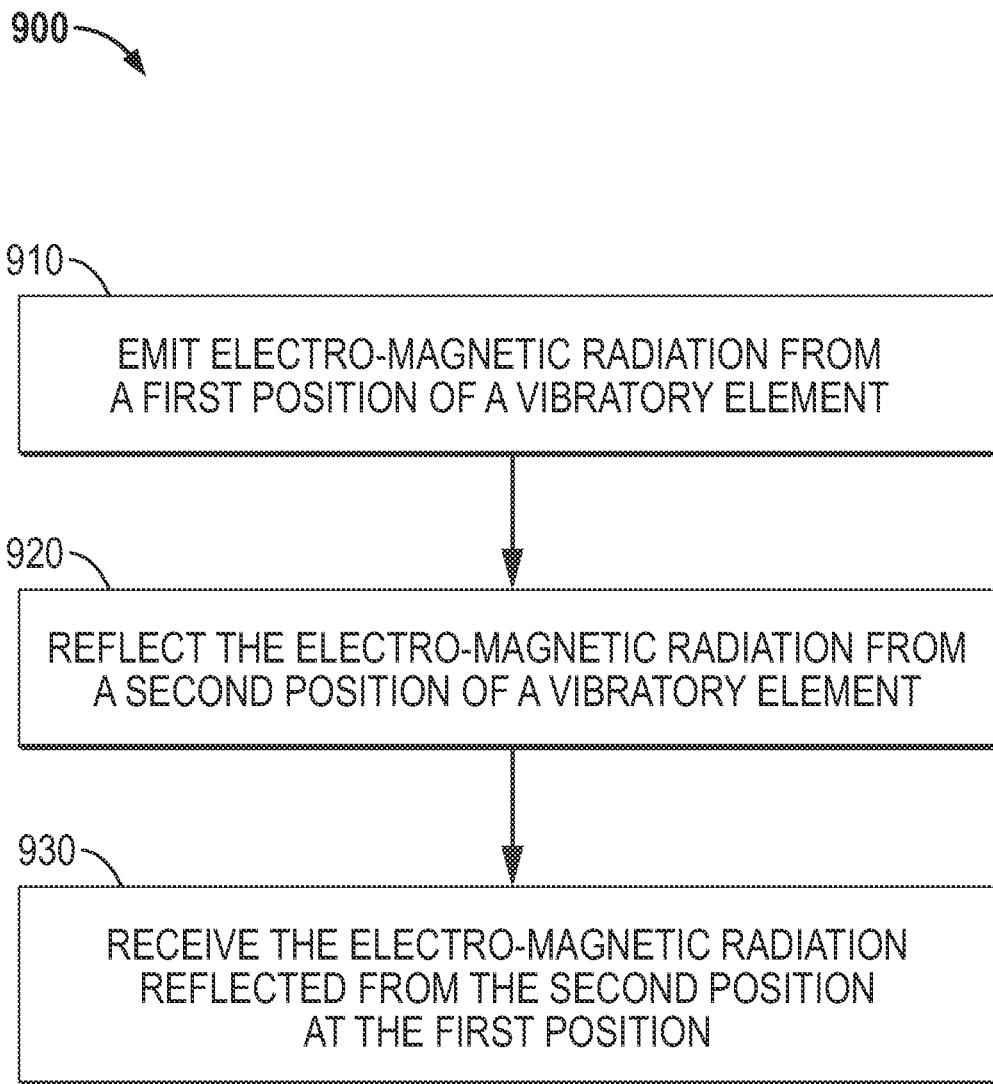 900
910
EMIT ELECTRO-MAGNETIC RADIATION FROM
A FIRST POSITION OF A VIBRATORY ELEMENT
920
REFLECT THE ELECTRO-MAGNETIC RADIATION FROM
A SECOND POSITION OF A VIBRATORY ELEMENT
930
RECEIVE THE ELECTRO-MAGNETIC RADIATION
REFLECTED FROM THE SECOND POSITION
AT THE FIRST POSITION